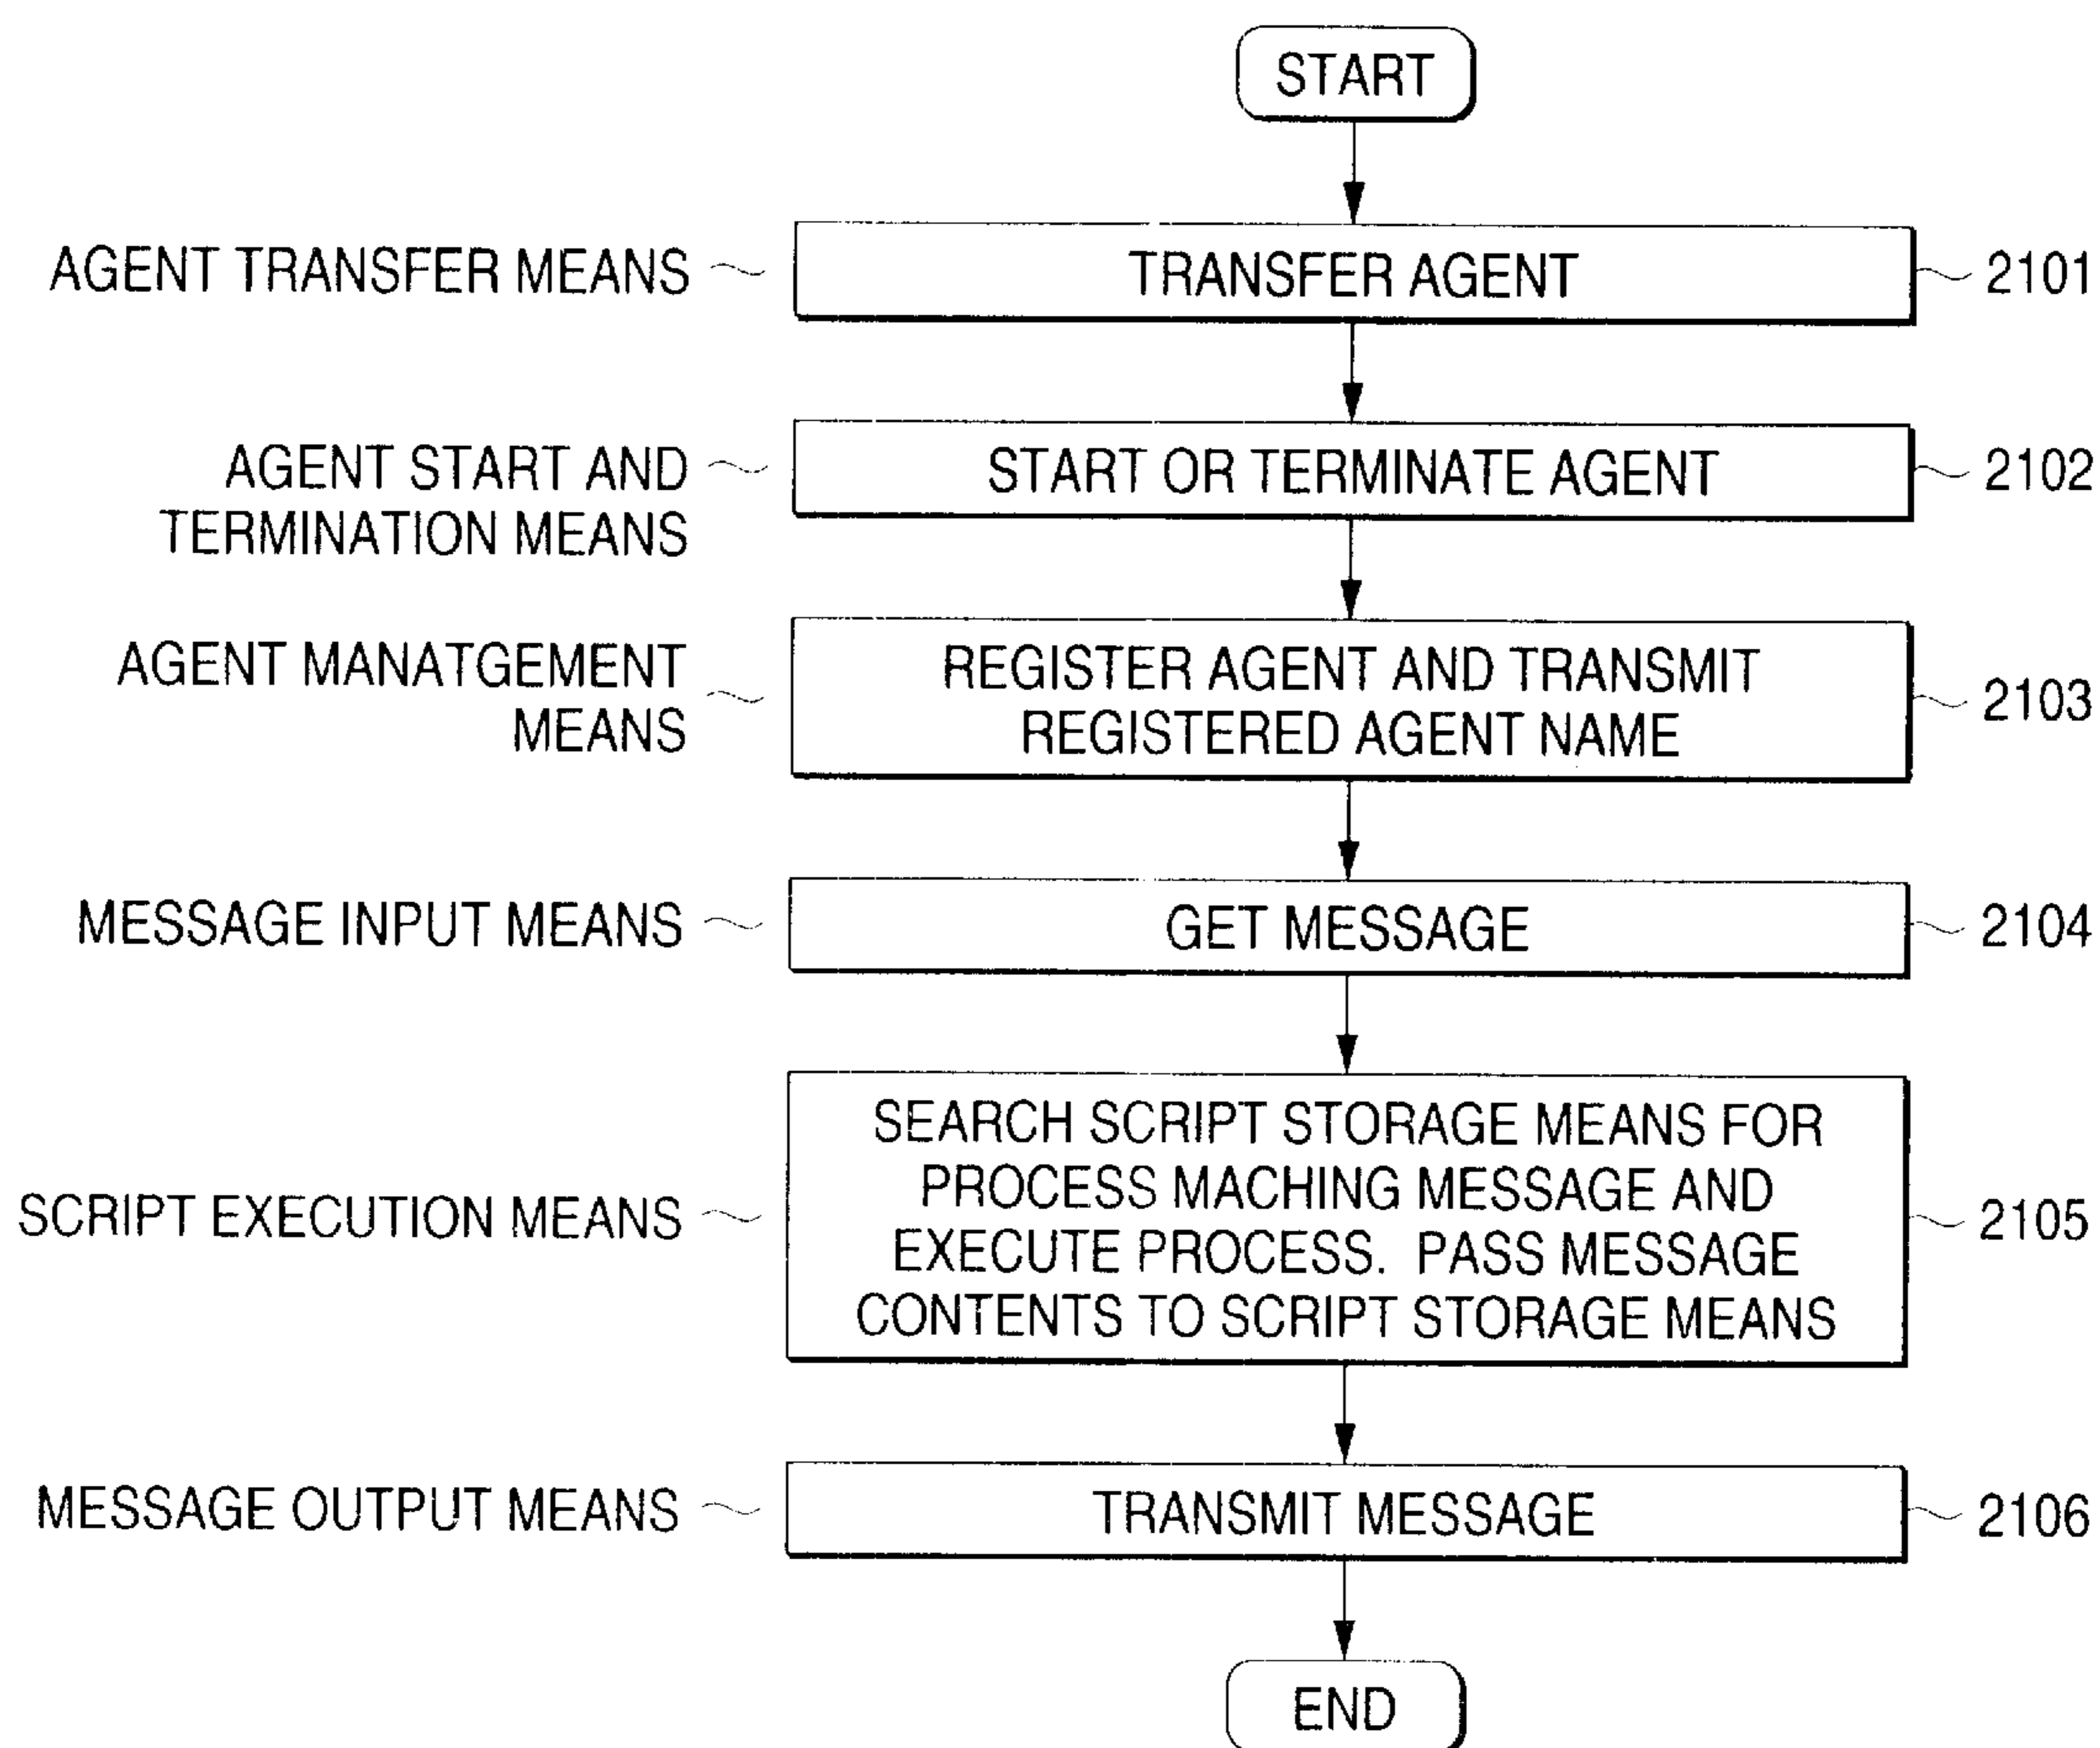 START
AGENT TRANSFER MEANS
TRANSFER AGENT
2101
AGENT START AND
TERMINATION MEANS
START OR TERMINATE AGENT
2102
AGENT MANATGEMENT
MEANS
REGISTER AGENT AND TRANSMIT
REGISTERED AGENT NAME
2103
MESSAGE INPUT MEANS
GET MESSAGE
2104
SCRIPT EXECUTION MEANS
SEARCH SCRIPT STORAGE MEANS FOR
PROCESS MACHING MESSAGE AND
EXECUTE PROCESS. PASS MESSAGE
CONTENTS TO SCRIPT STORAGE MEANS
2105
MESSAGE OUTPUT MEANS
TRANSMIT MESSAGE
2106
END